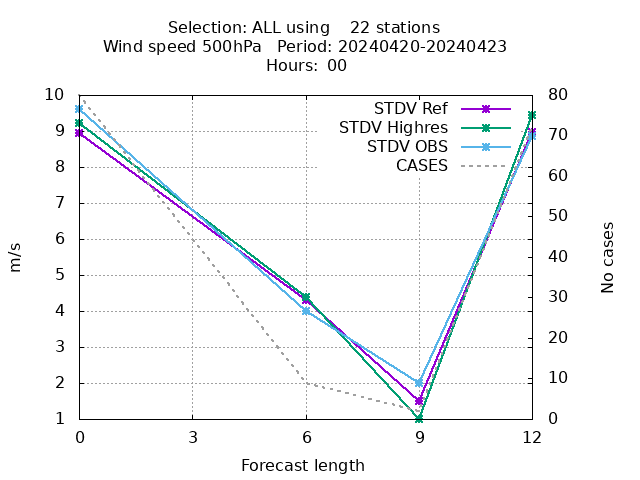 Selection: ALL using    22 stations
Wind speed 500hPa   Period: 20240420-20240423
Hours: 00
10
9
8
7
6
5
4
3
2
1
80
70
60
50
40
30
20
10
0
STDV Ref
STDV Highres
STDV OBS
CASES
m/s
No cases
0 3 6 9 12
Forecast length